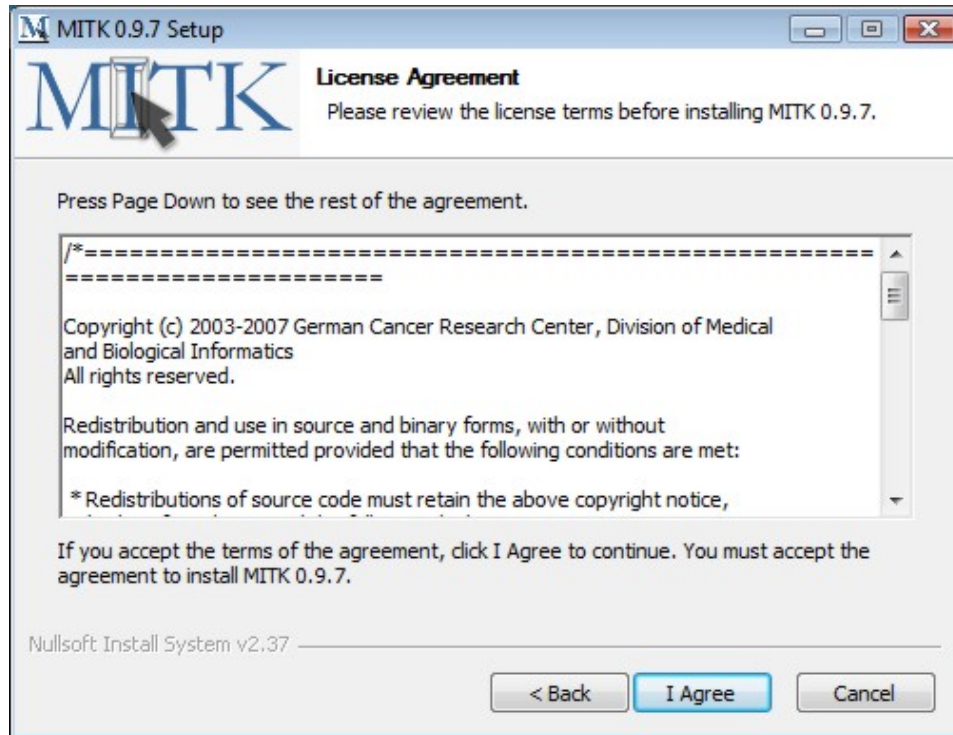 MITK 0.9.7 Setup
MITK
License Agreement
Please review the license terms before installing MITK 0.9.7.
Press Page Down to see the rest of the agreement.
/*====================================================
=====================
Copyright (c) 2003-2007 German Cancer Research Center, Division of Medical
and Biological Informatics
All rights reserved.
Redistribution and use in source and binary forms, with or without
modification, are permitted provided that the following conditions are met:
* Redistributions of source code must retain the above copyright notice,
If you accept the terms of the agreement, click I Agree to continue. You must accept the
agreement to install MITK 0.9.7.
Nullsoft Install System v2.37
< Back
I Agree
Cancel